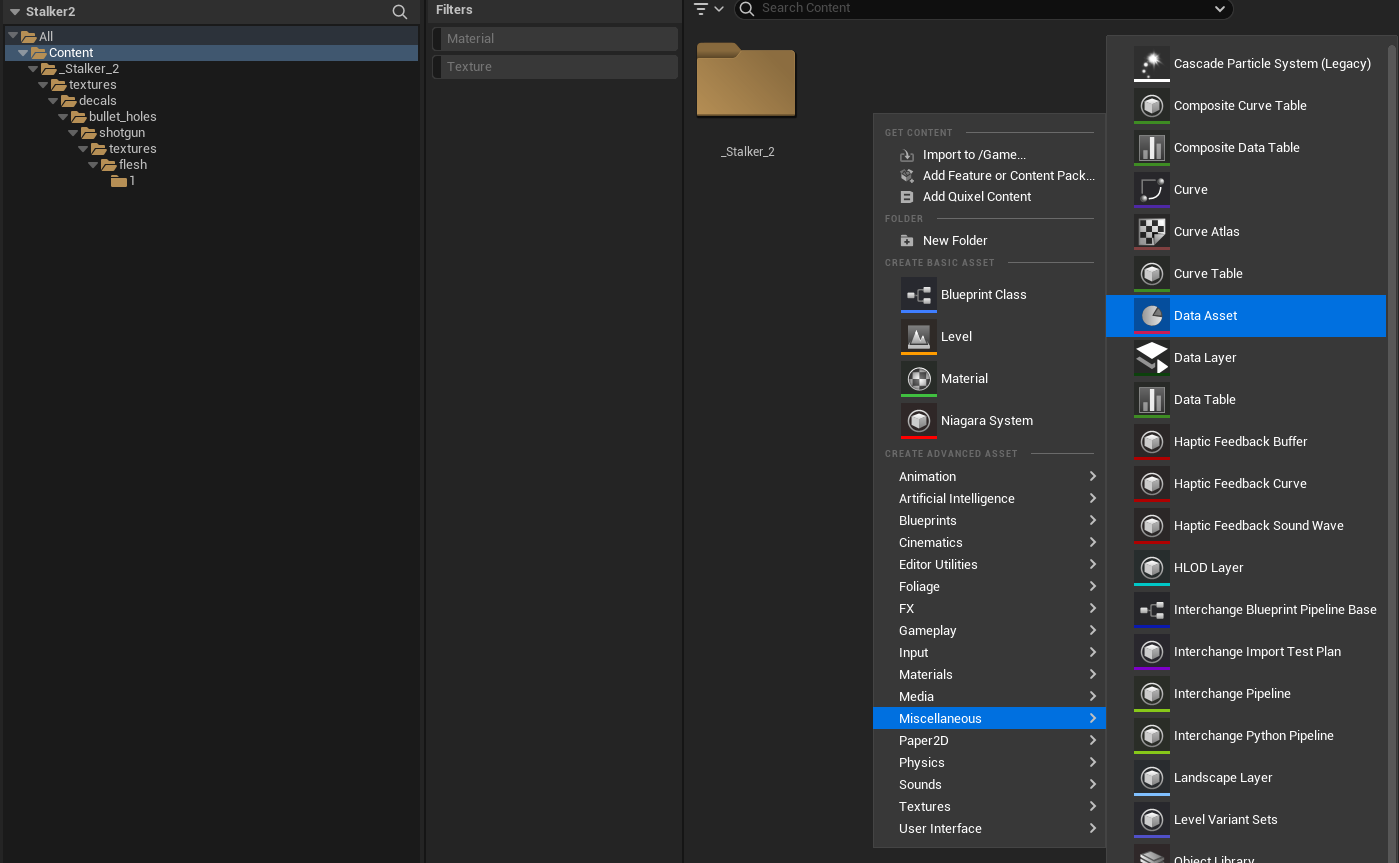 Stalker2
All
Content
_Stalker_2
textures
decals
bullet_holes
shotgun
textures
flesh
1
Filters
Material
Texture
Search Content
_Stalker_2
GET CONTENT
Import to /Game...
Add Feature or Content Pack...
Add Quixel Content
FOLDER
New Folder
CREATE BASIC ASSET
Blueprint Class
Level
Material
Niagara System
CREATE ADVANCED ASSET
Animation
Artificial Intelligence
Blueprints
Cinematics
Editor Utilities
Foliage
FX
Gameplay
Input
Materials
Media
Miscellaneous
Paper2D
Physics
Sounds
Textures
User Interface
Cascade Particle System (Legacy)
Composite Curve Table
Composite Data Table
Curve
Curve Atlas
Curve Table
Data Asset
Data Layer
Data Table
Haptic Feedback Buffer
Haptic Feedback Curve
Haptic Feedback Sound Wave
HLOD Layer
Interchange Blueprint Pipeline Base
Interchange Import Test Plan
Interchange Pipeline
Interchange Python Pipeline
Landscape Layer
Level Variant Sets
Object Library